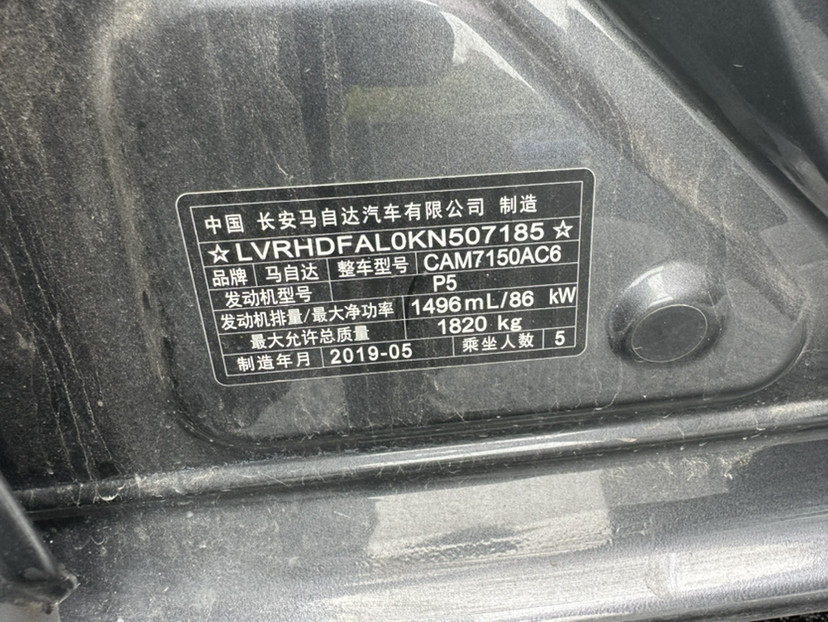 中国 长安马自达汽车有限公司 制造
☆LVRHDFAL0KN507185☆
品牌 马自达 整车型号 CAM7150AC6
发动机型号 P5
发动机排量/最大净功率 1496mL/86 kW
最大允许总质量 1820 kg
制造年月 2019-05 乘坐人数 5